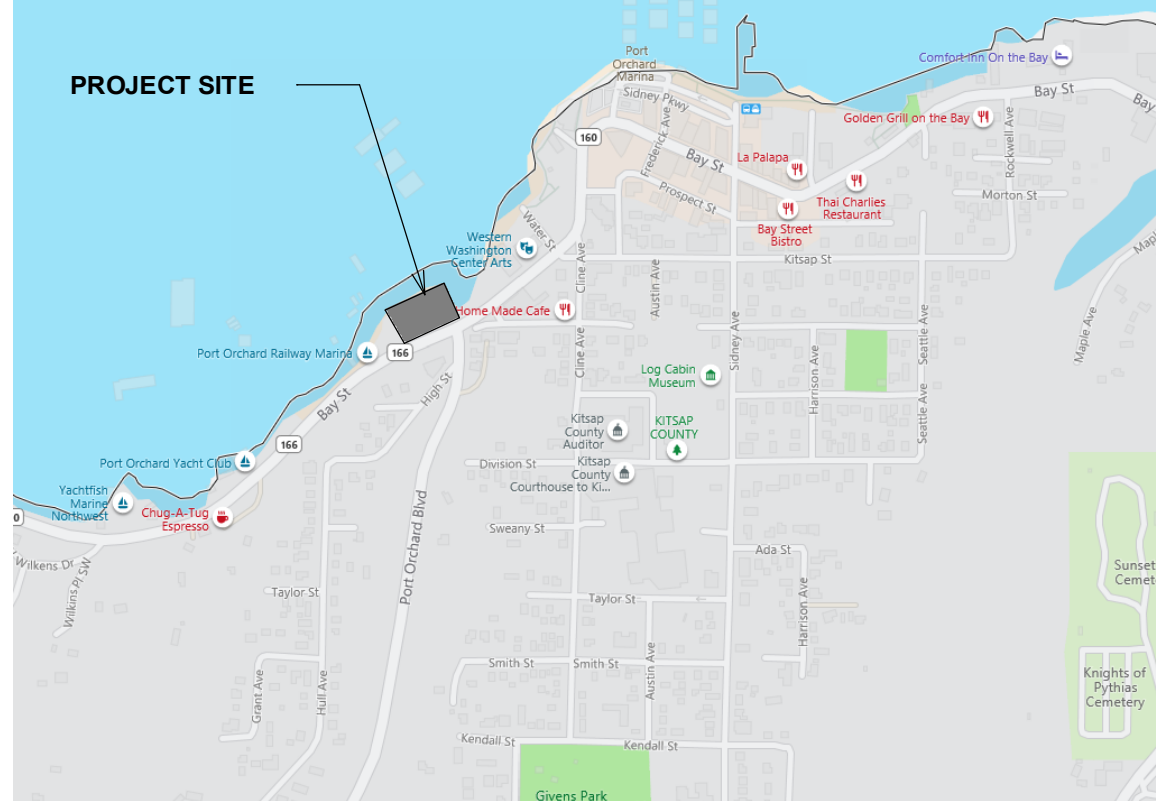 PROJECT SITE
Port
Orchard
Marina
Comfort Inn On the Bay
Sidney Pkwy
Bay St
Bay
Golden Grill on the Bay
160
Frederick Ave
Bay St
La Palapa
Rockwell Ave
Prospect St
Thai Charlies
Restaurant
Morton St
Bay Street
Bistro
Water St
Western
Washington
Center Arts
Kitsap St
Cline Ave
Austin Ave
Home Made Cafe
Sidney Ave
Seattle Ave
Maple Ave
Port Orchard Railway Marina
166
Cline Ave
Harrison Ave
Log Cabin
Museum
High St
Bay St
Seattle Ave
Kitsap
County
Auditor
KITSAP
COUNTY
166
Port Orchard Yacht Club
Division St
Kitsap
County
Courthouse to Ki...
Yachtfish
Marine
Northwest
Chug-A-Tug
Espresso
0
Port Orchard Blvd
Sweany St
Ada St
Wilkens Dr
Wilkins Pl SW
Sunset
Cemet
Taylor St
Taylor St
Harrison Ave
Smith St
Smith St
Austin Ave
Grant Ave
Hull Ave
Knights of
Pythias
Cemetery
Kendall St
Kendall St
Givens Park